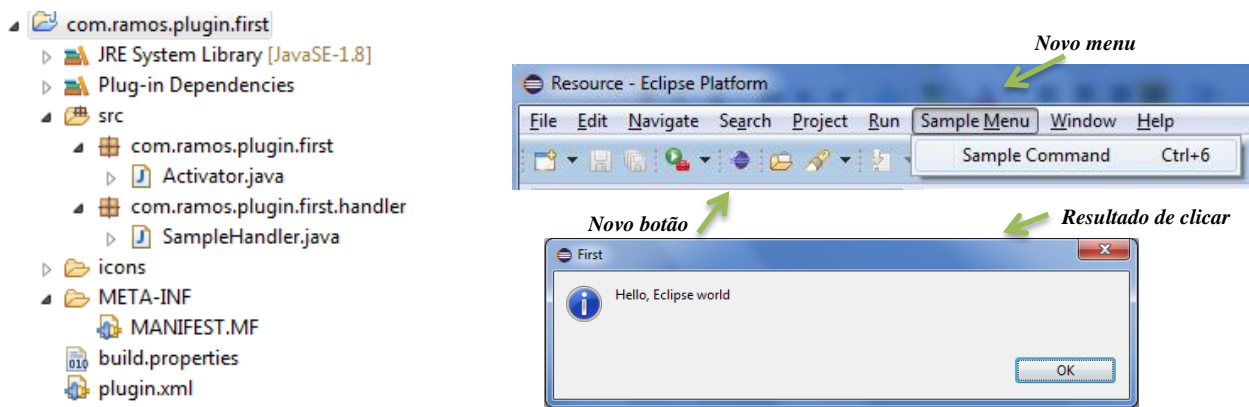 com.ramos.plugin.first
JRE System Library [JavaSE-1.8]
Plug-in Dependencies
src
com.ramos.plugin.first
Activator.java
com.ramos.plugin.first.handler
SampleHandler.java
icons
META-INF
MANIFEST.MF
build.properties
plugin.xml
Novo menu
Resource - Eclipse Platform
File Edit Navigate Search Project Run Sample Menu Window Help
Sample Command Ctrl+6
Novo botão
Resultado de clicar
First
Hello, Eclipse world
OK